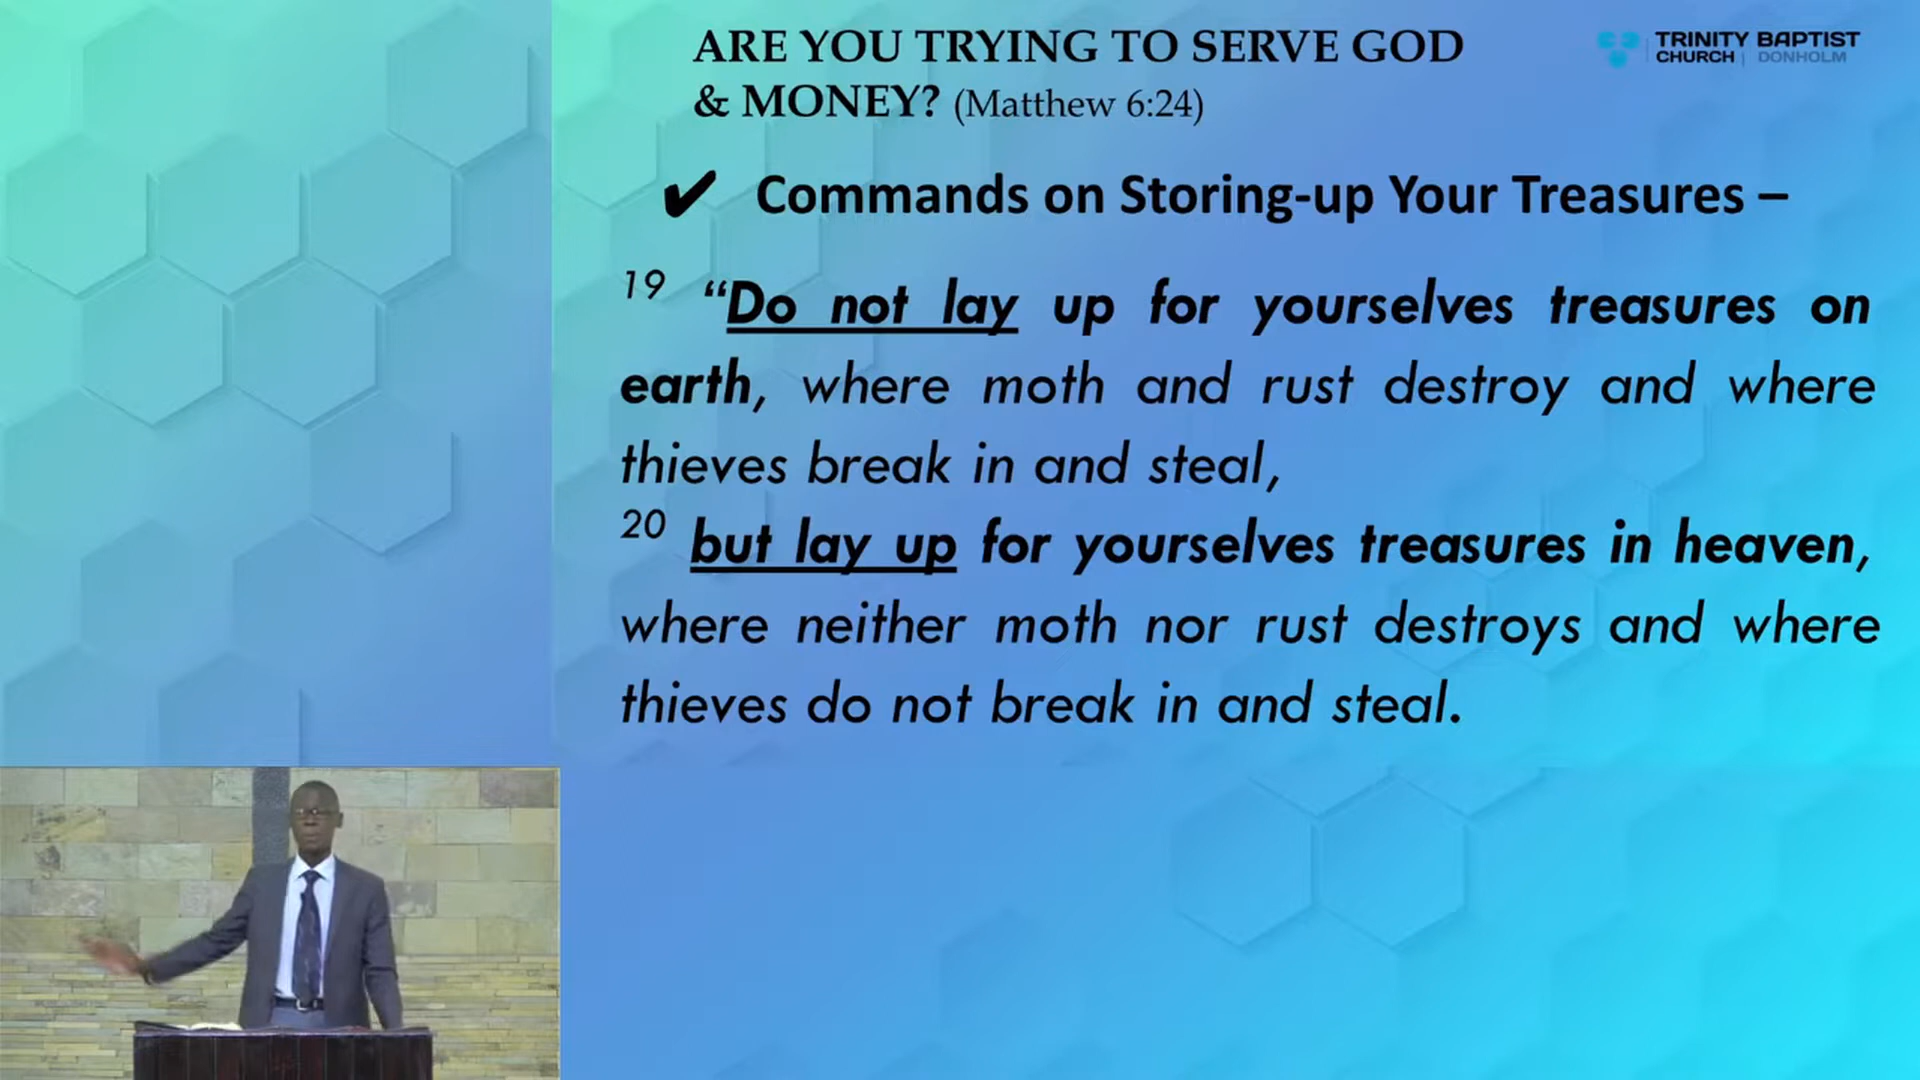 ARE YOU TRYING TO SERVE GOD
& MONEY? (Matthew 6:24)
TRINITY BAPTIST
CHURCH | DONHOLM
✔ Commands on Storing-up Your Treasures –
19 “Do not lay up for yourselves treasures on
earth, where moth and rust destroy and where
thieves break in and steal,
20 but lay up for yourselves treasures in heaven,
where neither moth nor rust destroys and where
thieves do not break in and steal.